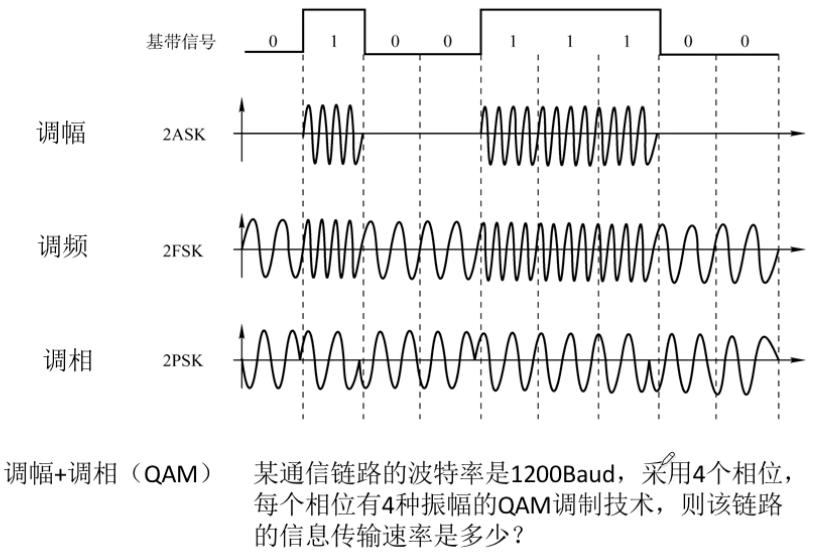 基带信号 0 1 0 0 1 1 1 0 0
调幅 2ASK
调频 2FSK
调相 2PSK
调幅+调相（QAM） 某通信链路的波特率是1200Baud，采用4个相位，
每个相位有4种振幅的QAM调制技术，则该链路
的信息传输速率是多少？